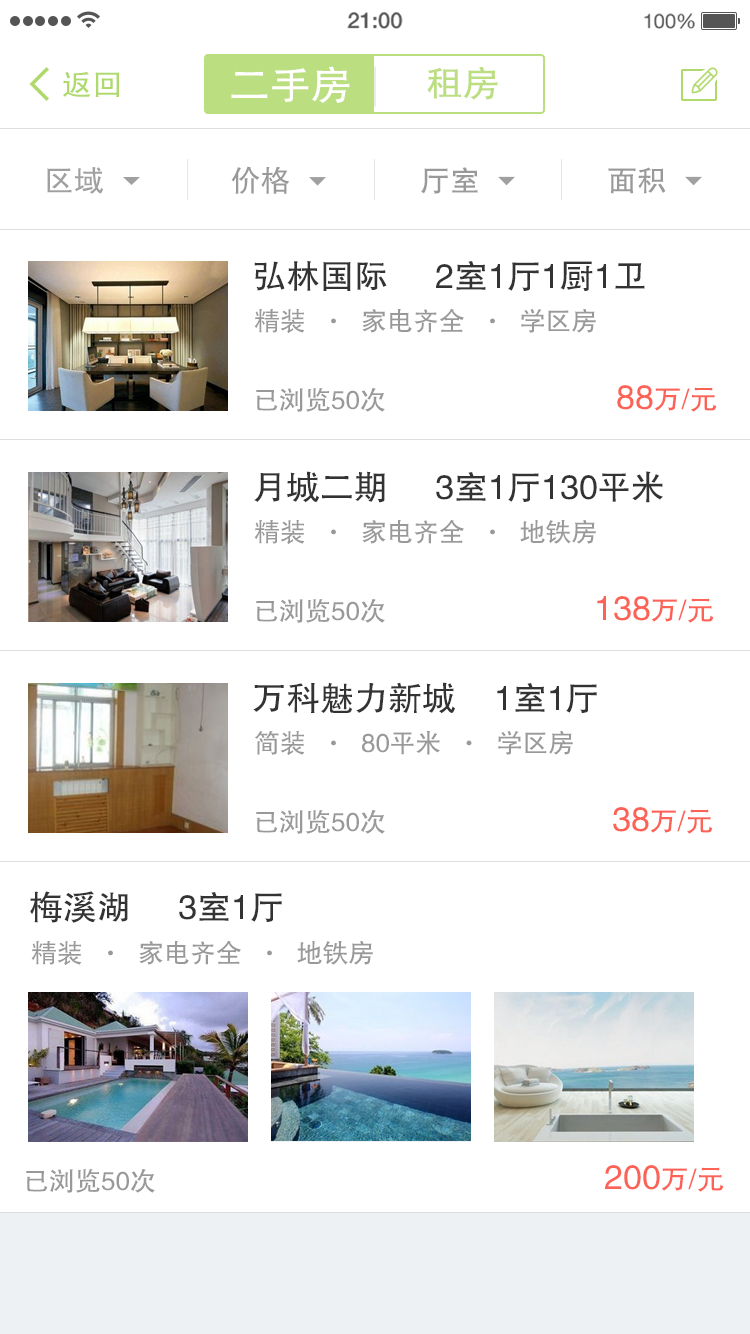 21:00 100%
返回 二手房 租房
区域 价格 厅室 面积
弘林国际 2室1厅1厨1卫
精装 · 家电齐全 · 学区房
已浏览50次 88万/元
月城二期 3室1厅130平米
精装 · 家电齐全 · 地铁房
已浏览50次 138万/元
万科魅力新城 1室1厅
简装 · 80平米 · 学区房
已浏览50次 38万/元
梅溪湖 3室1厅
精装 · 家电齐全 · 地铁房
已浏览50次 200万/元